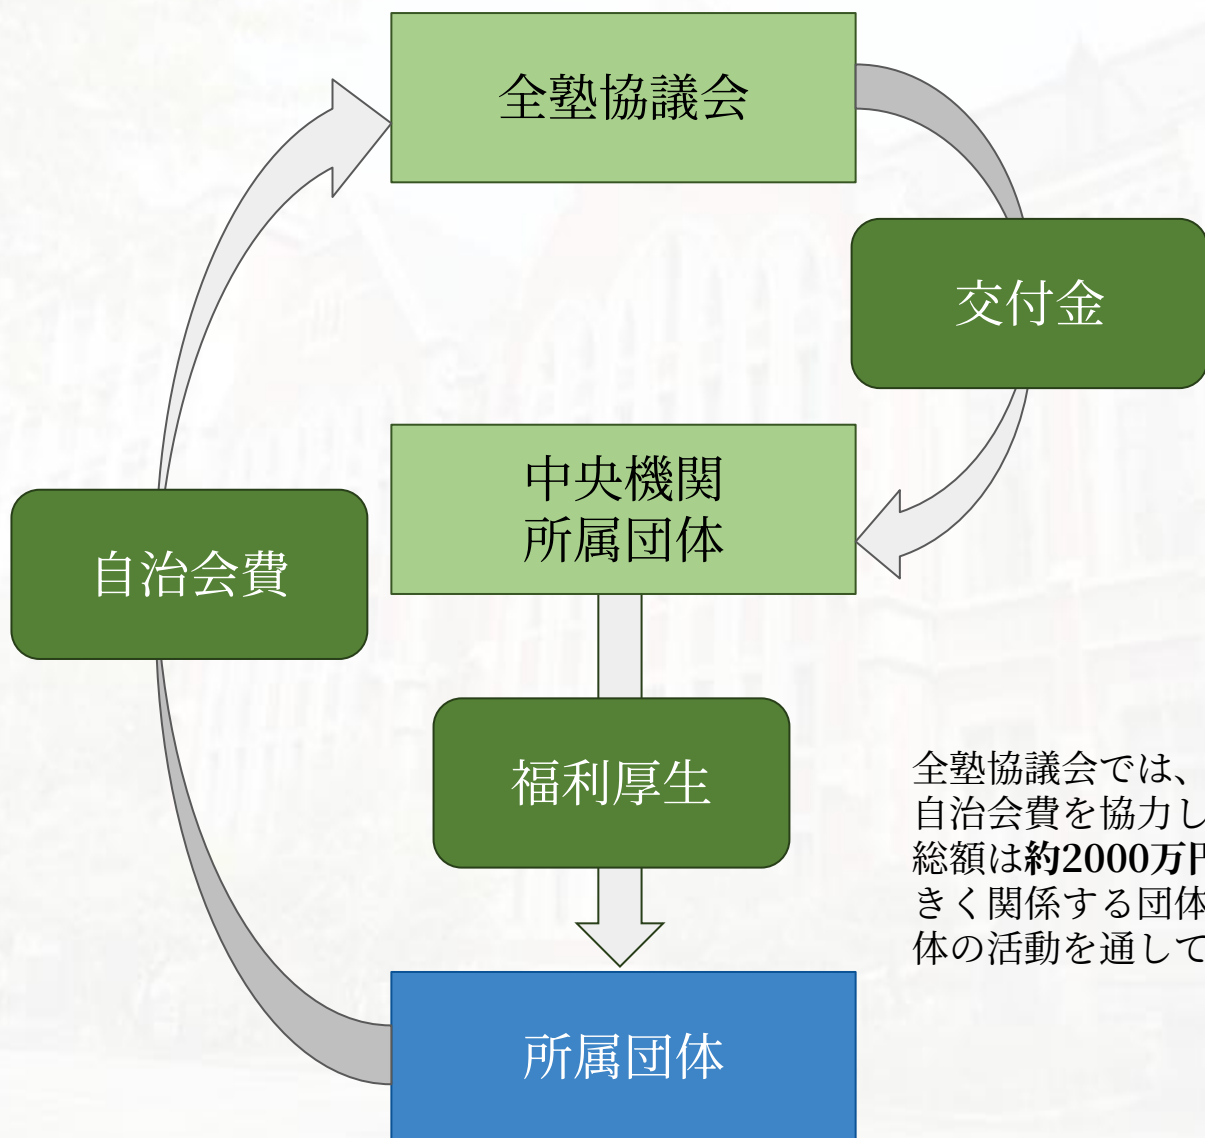 全塾協議会
交付金
中央機関
所属団体
自治会費
福利厚生
全塾協議会では、
自治会費を協力し
総額は約2000万円
きく関係する団体
体の活動を通して
所属団体